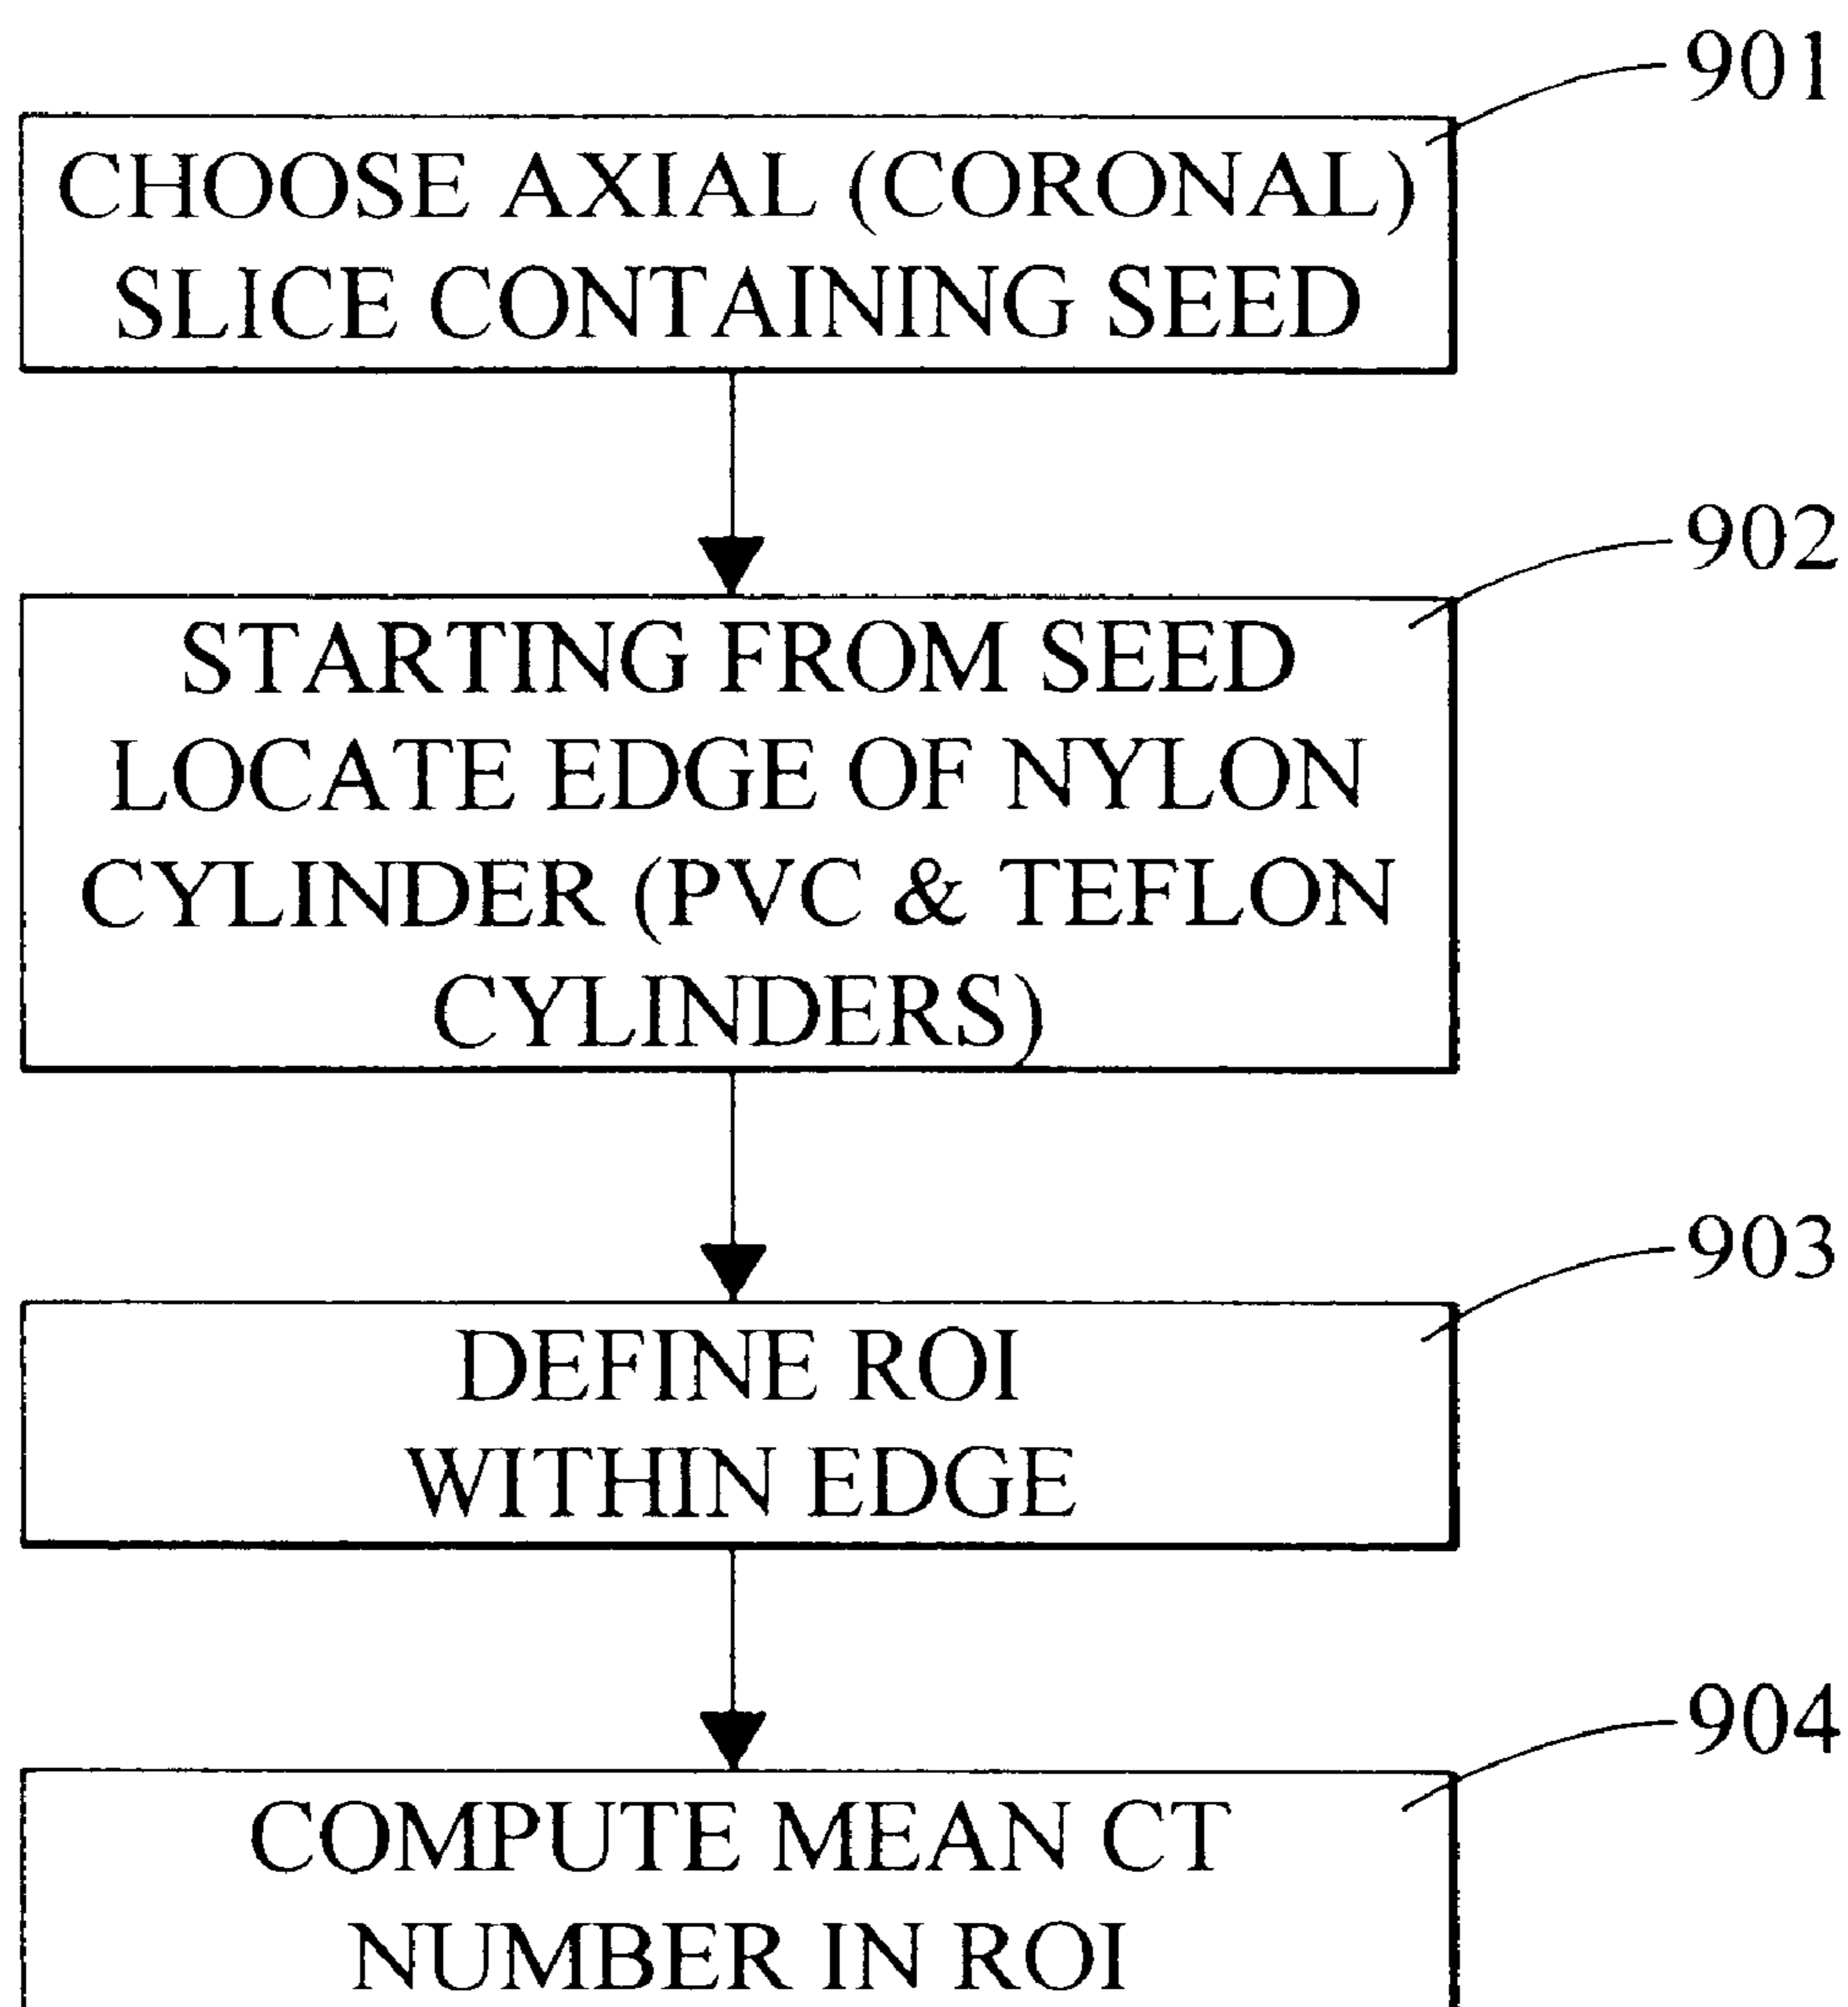 901
CHOOSE AXIAL (CORONAL)
SLICE CONTAINING SEED
902
STARTING FROM SEED
LOCATE EDGE OF NYLON
CYLINDER (PVC & TEFLON
CYLINDERS)
903
DEFINE ROI
WITHIN EDGE
904
COMPUTE MEAN CT
NUMBER IN ROI